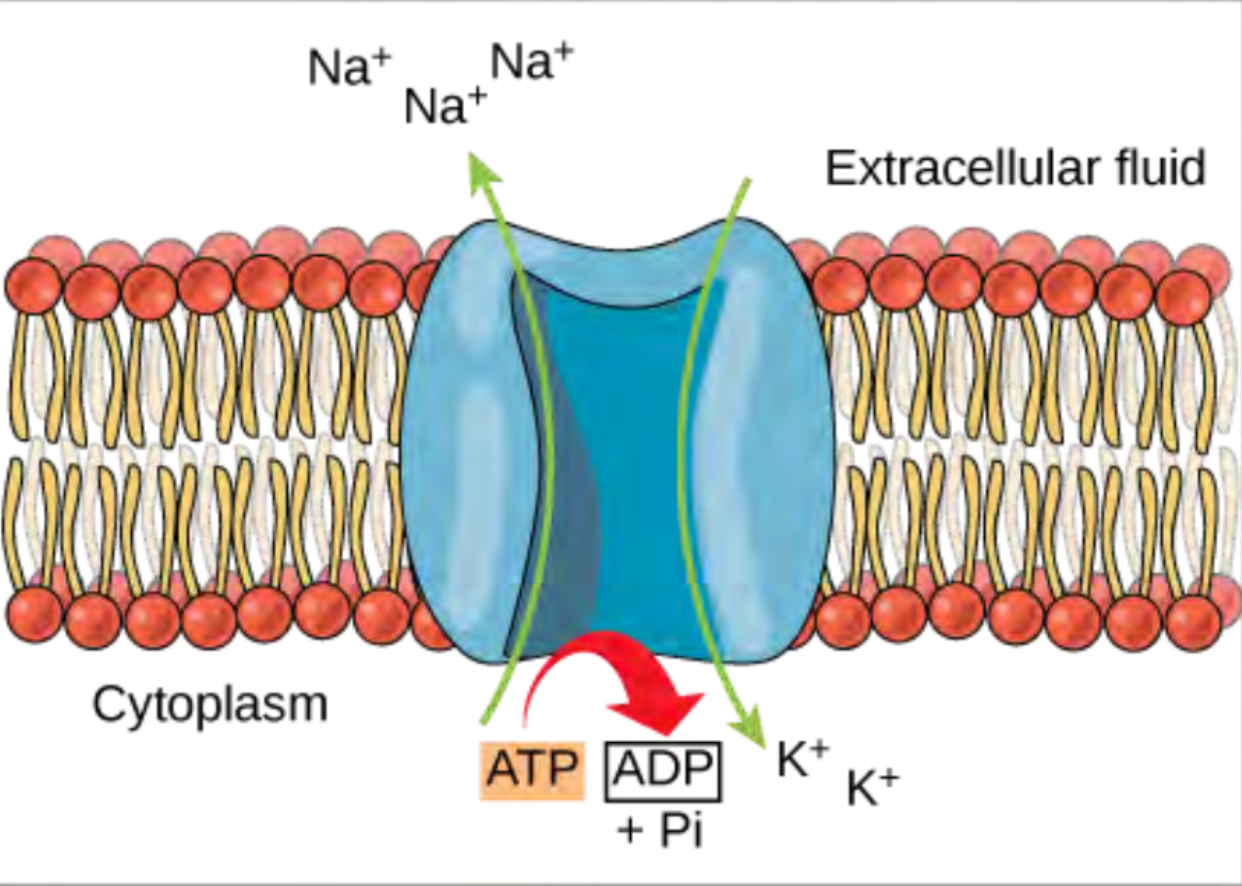 Na⁺
Na⁺
Na⁺
Extracellular fluid
Cytoplasm
ATP
ADP
+ Pi
K⁺
K⁺